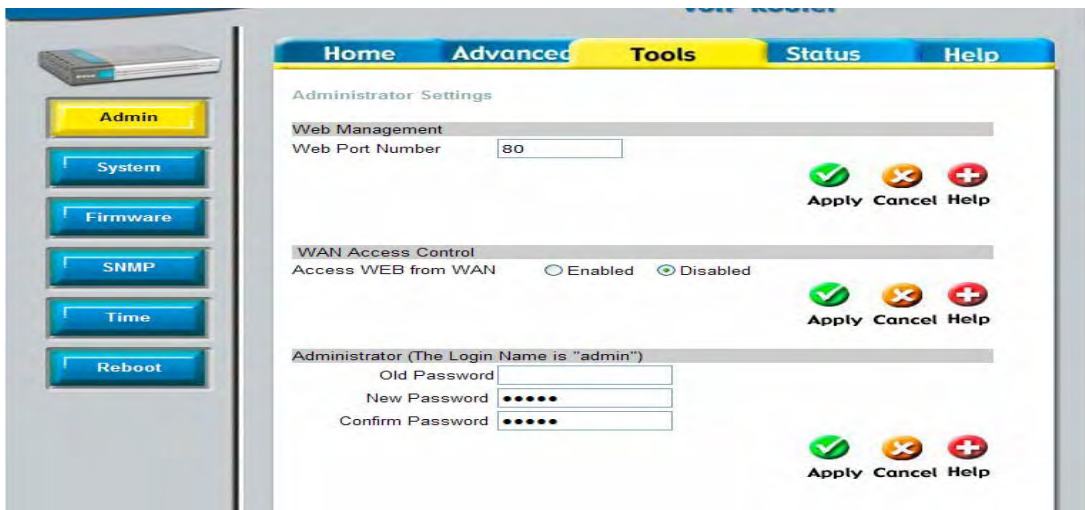 Home Advanced Tools Status Help
Admin
System
Firmware
SNMP
Time
Reboot
Administrator Settings
Web Management
Web Port Number 80
Apply Cancel Help
WAN Access Control
Access WEB from WAN Enabled Disabled
Apply Cancel Help
Administrator (The Login Name is "admin")
Old Password
New Password •••••
Confirm Password •••••
Apply Cancel Help